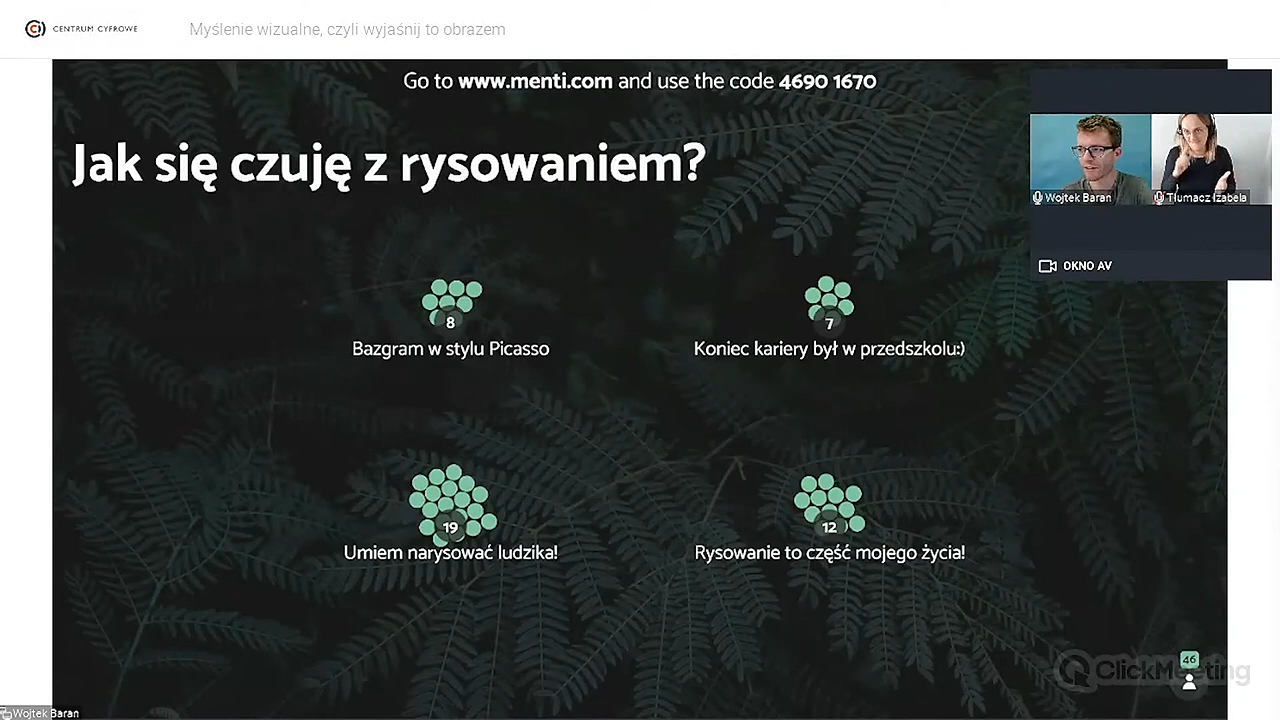 CENTRUM CYFROWE
Myślenie wizualne, czyli wyjaśnij to obrazem
Go to www.menti.com and use the code 4690 1670
Jak się czuję z rysowaniem?
Wojtek Baran
Tłumacz Izabela
OKNO AV
8
Bazgram w stylu Picasso
7
Koniec kariery był w przedszkolu:)
19
Umiem narysować ludzika!
12
Rysowanie to część mojego życia!
46
ClickMeeting
Wojtek Baran